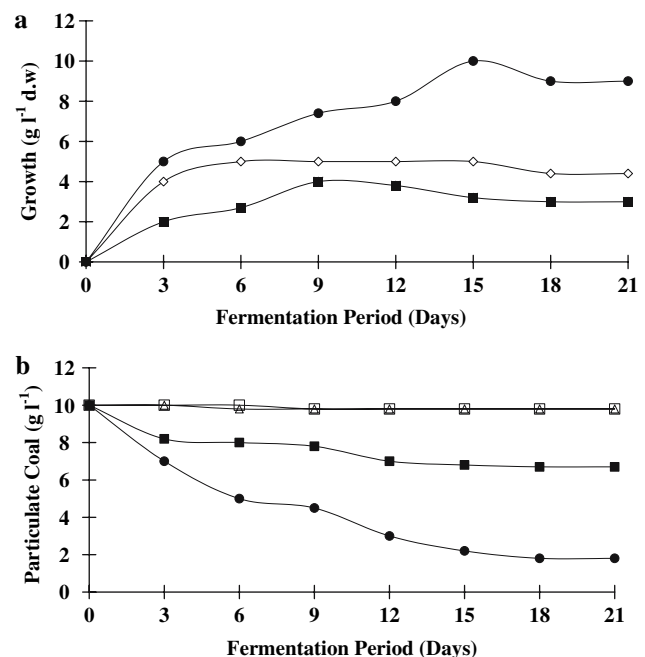 a
12
10
8
6
4
2
0
Growth (g l-1 d.w)
0 3 6 9 12 15 18 21
Fermentation Period (Days)
b
12
10
8
6
4
2
0
Particulate Coal (g l-1)
0 3 6 9 12 15 18 21
Fermentation Period (Days)